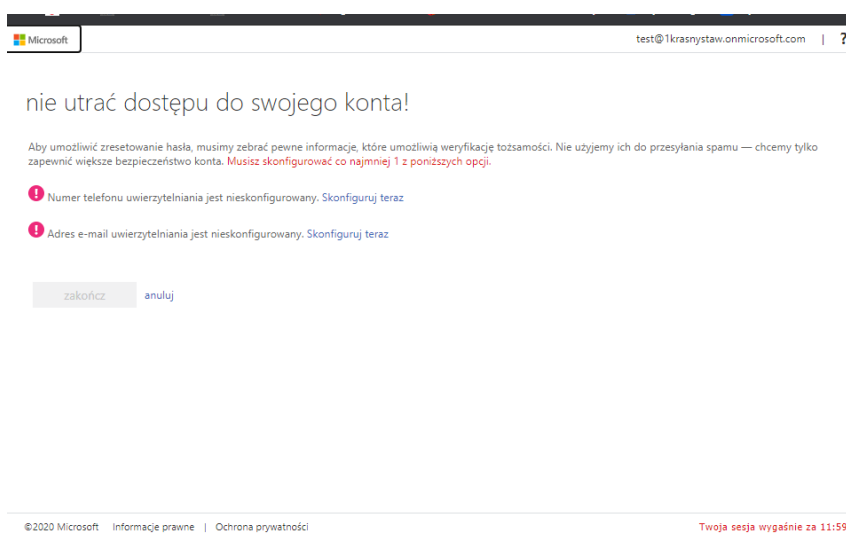 Microsoft
test@1krasnystaw.onmicrosoft.com | ?
nie utrać dostępu do swojego konta!
Aby umożliwić zresetowanie hasła, musimy zebrać pewne informacje, które umożliwią weryfikację tożsamości. Nie użyjemy ich do przesyłania spamu — chcemy tylko
zapewnić większe bezpieczeństwo konta. Musisz skonfigurować co najmniej 1 z poniższych opcji.
! Numer telefonu uwierzytelniania jest nieskonfigurowany. Skonfiguruj teraz
! Adres e-mail uwierzytelniania jest nieskonfigurowany. Skonfiguruj teraz
zakończ anuluj
©2020 Microsoft Informacje prawne | Ochrona prywatności
Twoja sesja wygaśnie za 11:59